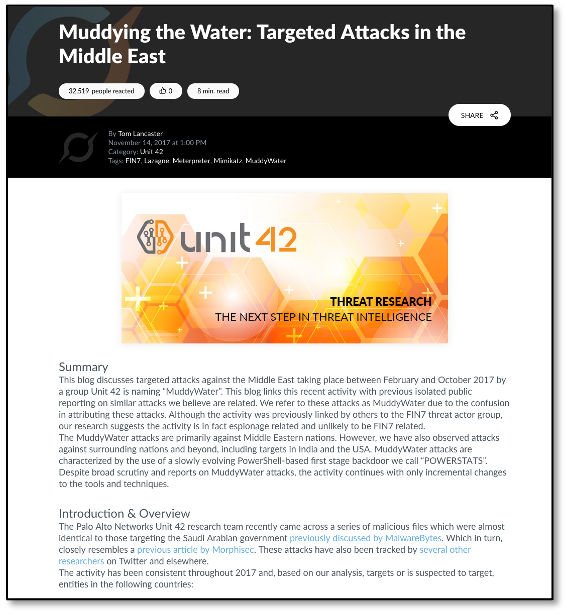 Muddying the Water: Targeted Attacks in the
Middle East
32,519 people reacted
0
8 min. read
SHARE
By Tom Lancaster
November 14, 2017 at 1:00 PM
Category: Unit 42
Tags: FIN7, Lazagne, Meterpreter, Mimikatz, MuddyWater
unit 42
THREAT RESEARCH
THE NEXT STEP IN THREAT INTELLIGENCE
Summary
This blog discusses targeted attacks against the Middle East taking place between February and October 2017 by
a group Unit 42 is naming “MuddyWater”. This blog links this recent activity with previous isolated public
reporting on similar attacks we believe are related. We refer to these attacks as MuddyWater due to the confusion
in attributing these attacks. Although the activity was previously linked by others to the FIN7 threat actor group,
our research suggests the activity is in fact espionage related and unlikely to be FIN7 related.
The MuddyWater attacks are primarily against Middle Eastern nations. However, we have also observed attacks
against surrounding nations and beyond, including targets in India and the USA. MuddyWater attacks are
characterized by the use of a slowly evolving PowerShell-based first stage backdoor we call “POWERSTATS”.
Despite broad scrutiny and reports on MuddyWater attacks, the activity continues with only incremental changes
to the tools and techniques.
Introduction & Overview
The Palo Alto Networks Unit 42 research team recently came across a series of malicious files which were almost
identical to those targeting the Saudi Arabian government previously discussed by MalwareBytes. Which in turn,
closely resembles a previous article by Morphisec. These attacks have also been tracked by several other
researchers on Twitter and elsewhere.
The activity has been consistent throughout 2017 and, based on our analysis, targets or is suspected to target,
entities in the following countries: